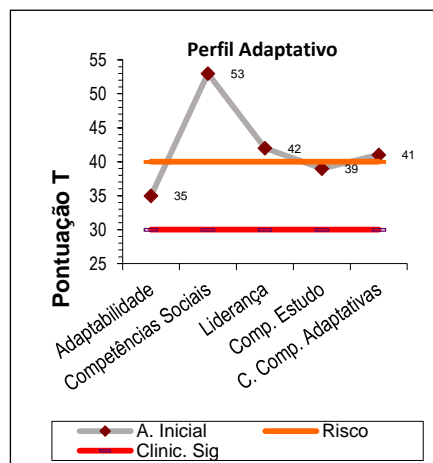 Perfil Adaptativo
Pontuação T
55
50
45
40
35
30
25
53
42
41
39
35
Adaptabilidade
Competências Sociais
Liderança
Comp. Estudo
C. Comp. Adaptativas
A. Inicial
Risco
Clinic. Sig